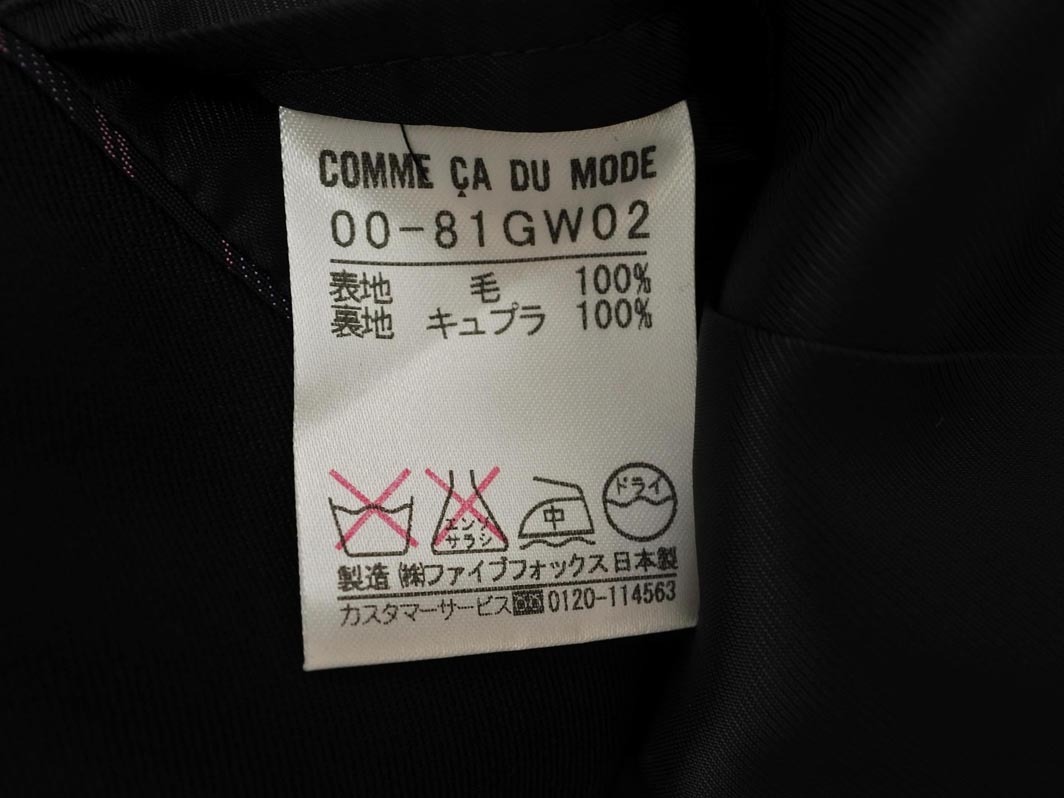 COMME ÇA DU MODE
00-81GW02
表地 毛 100%
裏地 キュプラ 100%
エンソ
サラシ
中
ドライ
製造 ㈱ファイブフォックス 日本製
カスタマーサービス 0120-114563